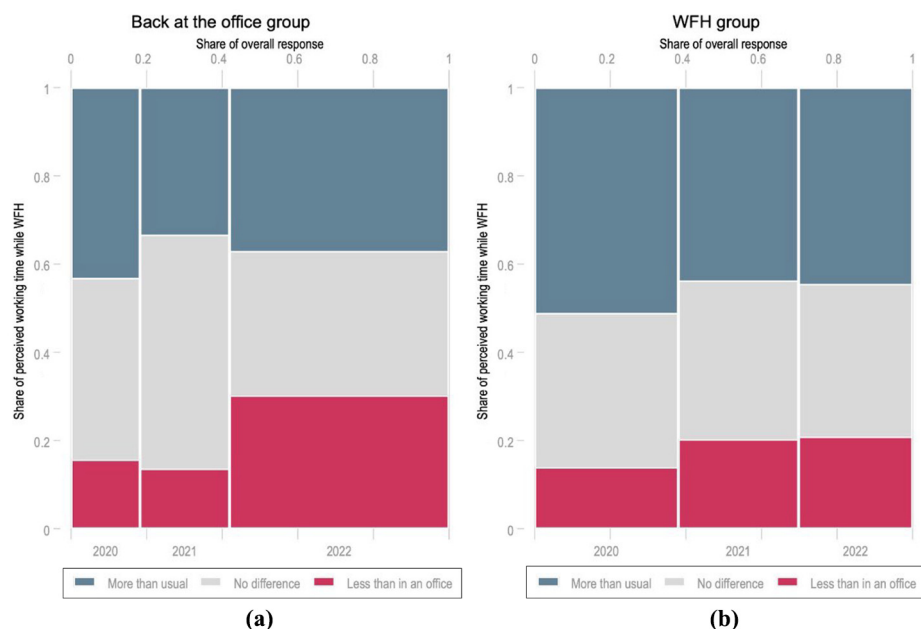 Back at the office group
Share of overall response
0 0.2 0.4 0.6 0.8 1
1
0.8
0.6
0.4
0.2
0
Share of perceived working time while WFH
2020 2021 2022
More than usual No difference Less than in an office
(a)
WFH group
Share of overall response
0 0.2 0.4 0.6 0.8 1
1
0.8
0.6
0.4
0.2
0
Share of perceived working time while WFH
2020 2021 2022
More than usual No difference Less than in an office
(b)